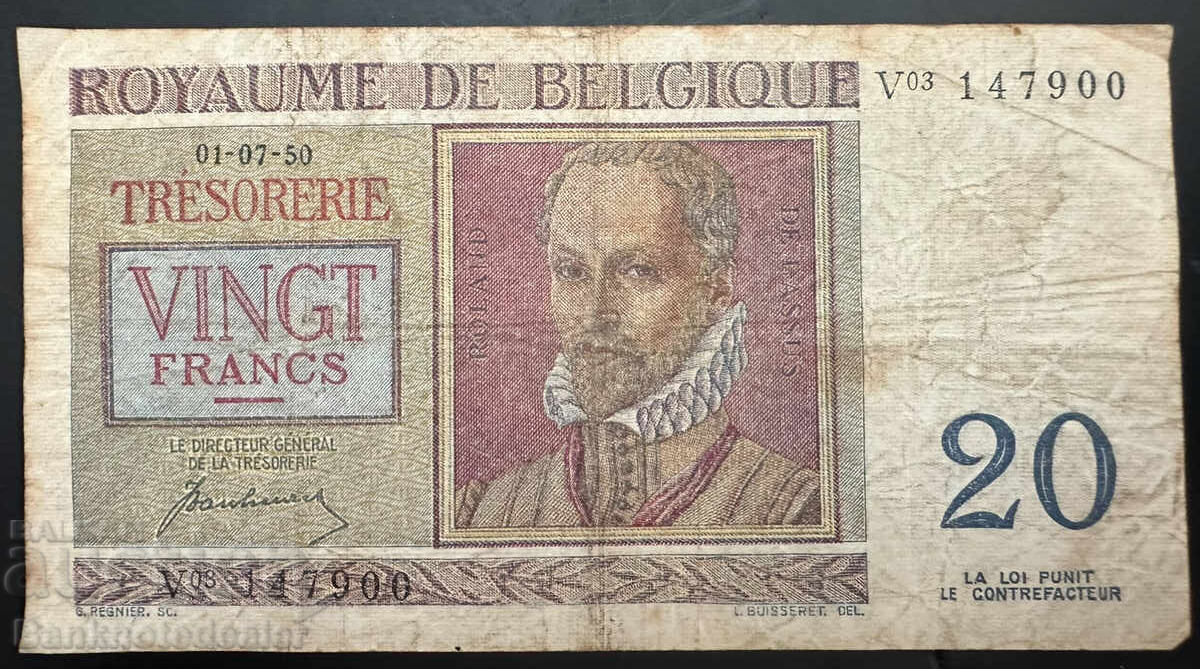 ROYAUME DE BELGIQUE
V03 147900
01-07-50
TRÉSORERIE
VINGT
FRANCS
LE DIRECTEUR GÉNÉRAL
DE LA TRÉSORERIE
ROLAND
DE LASSUS
20
LA LOI PUNIT
LE CONTREFACTEUR
V03 147900
G. REGNIER. SC.
L. BUISSERET. DEL.
BALKAN